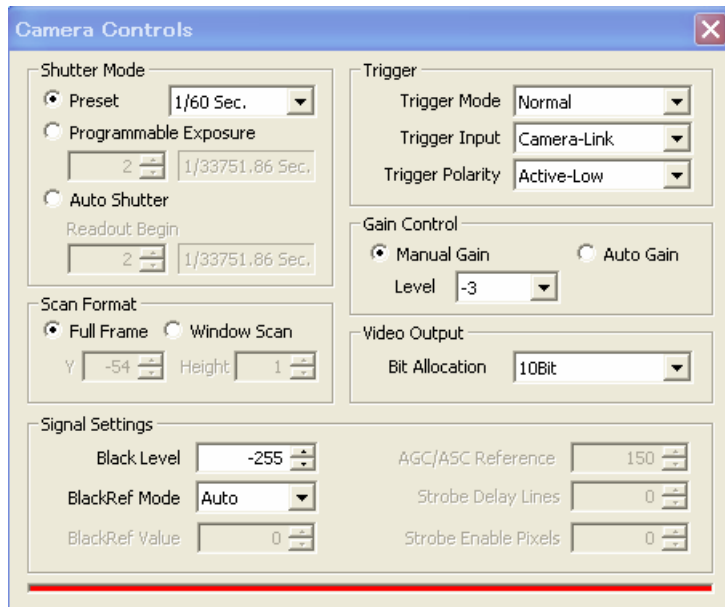 Camera Controls
Shutter Mode
Preset 1/60 Sec.
Programmable Exposure
2 1/33751.86 Sec.
Auto Shutter
Readout Begin
2 1/33751.86 Sec.
Scan Format
Full Frame Window Scan
Y -54 Height 1
Trigger
Trigger Mode Normal
Trigger Input Camera-Link
Trigger Polarity Active-Low
Gain Control
Manual Gain Auto Gain
Level -3
Video Output
Bit Allocation 10Bit
Signal Settings
Black Level -255
BlackRef Mode Auto
BlackRef Value 0
AGC/ASC Reference 150
Strobe Delay Lines 0
Strobe Enable Pixels 0